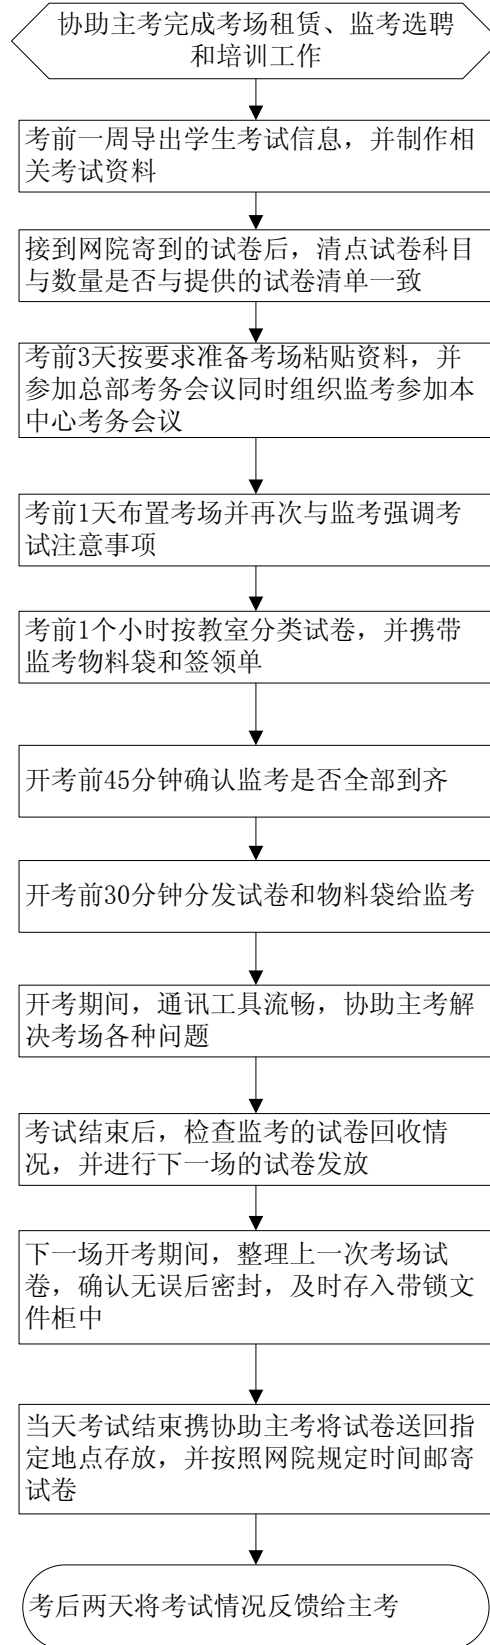 协助主考完成考场租赁、监考选聘
和培训工作
考前一周导出学生考试信息，并制作相
关考试资料
接到网院寄到的试卷后，清点试卷科目
与数量是否与提供的试卷清单一致
考前3天按要求准备考场粘贴资料，并
参加总部考务会议同时组织监考参加本
中心考务会议
考前1天布置考场并再次与监考强调考
试注意事项
考前1个小时按教室分类试卷，并携带
监考物料袋和签领单
开考前45分钟确认监考是否全部到齐
开考前30分钟分发试卷和物料袋给监考
开考期间，通讯工具流畅，协助主考解
决考场各种问题
考试结束后，检查监考的试卷回收情
况，并进行下一场的试卷发放
下一场开考期间，整理上一次考场试
卷，确认无误后密封，及时存入带锁文
件柜中
当天考试结束携协助主考将试卷送回指
定地点存放，并按照网院规定时间邮寄
试卷
考后两天将考试情况反馈给主考